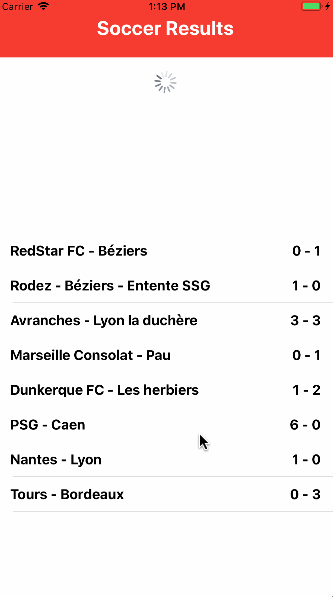 Carrier 1:13 PM
Soccer Results
RedStar FC - Béziers 0 - 1
Rodez - Béziers - Entente SSG 1 - 0
Avranches - Lyon la duchère 3 - 3
Marseille Consolat - Pau 0 - 1
Dunkerque FC - Les herbiers 1 - 2
PSG - Caen 6 - 0
Nantes - Lyon 1 - 0
Tours - Bordeaux 0 - 3